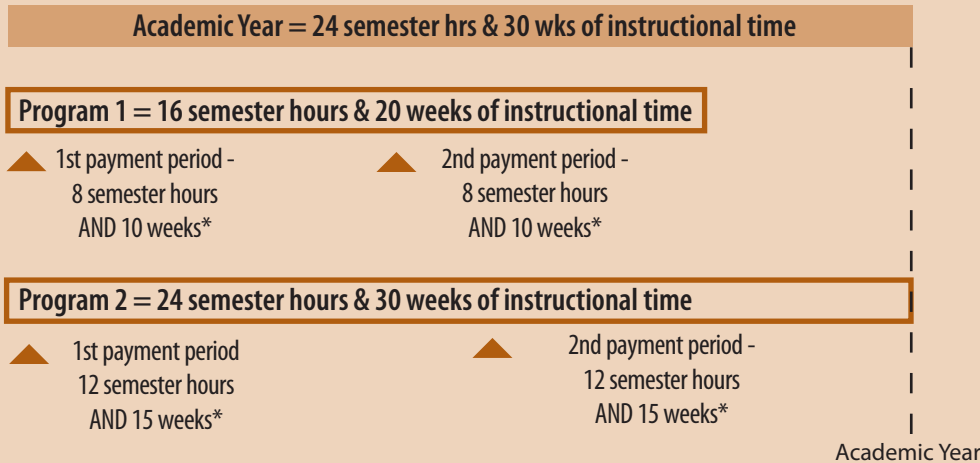 Academic Year = 24 semester hrs & 30 wks of instructional time
Program 1 = 16 semester hours & 20 weeks of instructional time
1st payment period -
8 semester hours
AND 10 weeks*
2nd payment period -
8 semester hours
AND 10 weeks*
Program 2 = 24 semester hours & 30 weeks of instructional time
1st payment period
12 semester hours
AND 15 weeks*
2nd payment period -
12 semester hours
AND 15 weeks*
Academic Year